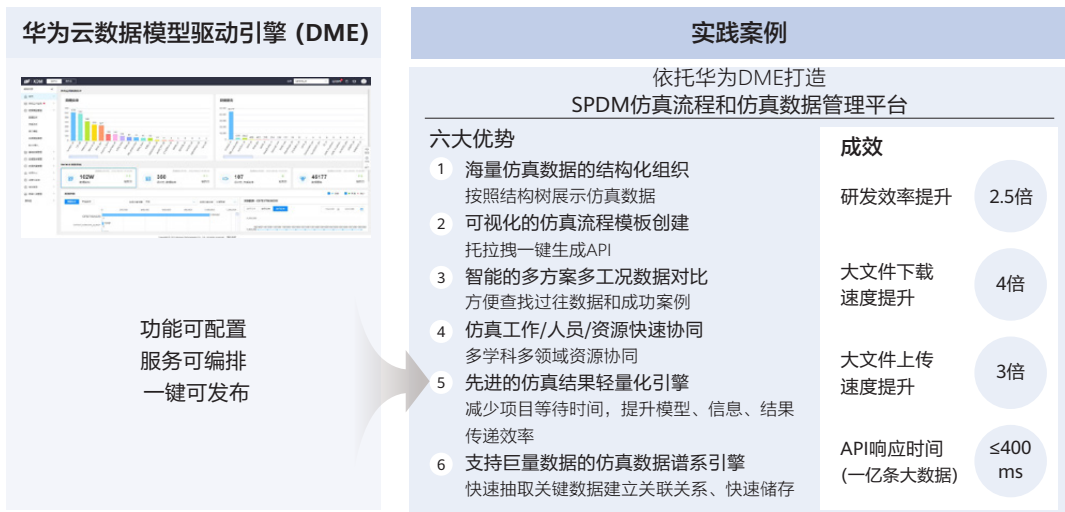 华为云数据模型驱动引擎 (DME)
102W
300
107
40177
功能可配置
服务可编排
一键可发布
实践案例
依托华为DME打造
SPDM仿真流程和仿真数据管理平台
六大优势
1 海量仿真数据的结构化组织
按照结构树展示仿真数据
2 可视化的仿真流程模板创建
托拉拽一键生成API
3 智能的多方案多工况数据对比
方便查找过往数据和成功案例
4 仿真工作/人员/资源快速协同
多学科多领域资源协同
5 先进的仿真结果轻量化引擎
减少项目等待时间，提升模型、信息、结果
传递效率
6 支持巨量数据的仿真数据谱系引擎
快速抽取关键数据建立关联关系、快速储存
成效
研发效率提升 2.5倍
大文件下载
速度提升
4倍
大文件上传
速度提升
3倍
API响应时间
(一亿条大数据)
≤400
ms